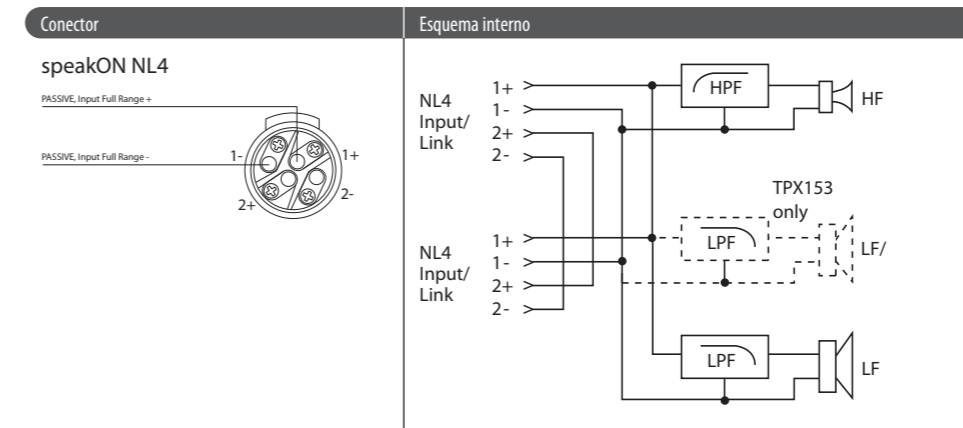 Conector
Esquema interno
speakON NL4
PASSIVE, Input Full Range +
PASSIVE, Input Full Range -
1-
1+
2+
2-
NL4
Input/
Link
1+
1-
2+
2-
HPF
HF
TPX153
only
NL4
Input/
Link
1+
1-
2+
2-
LPF
LF/
LPF
LF